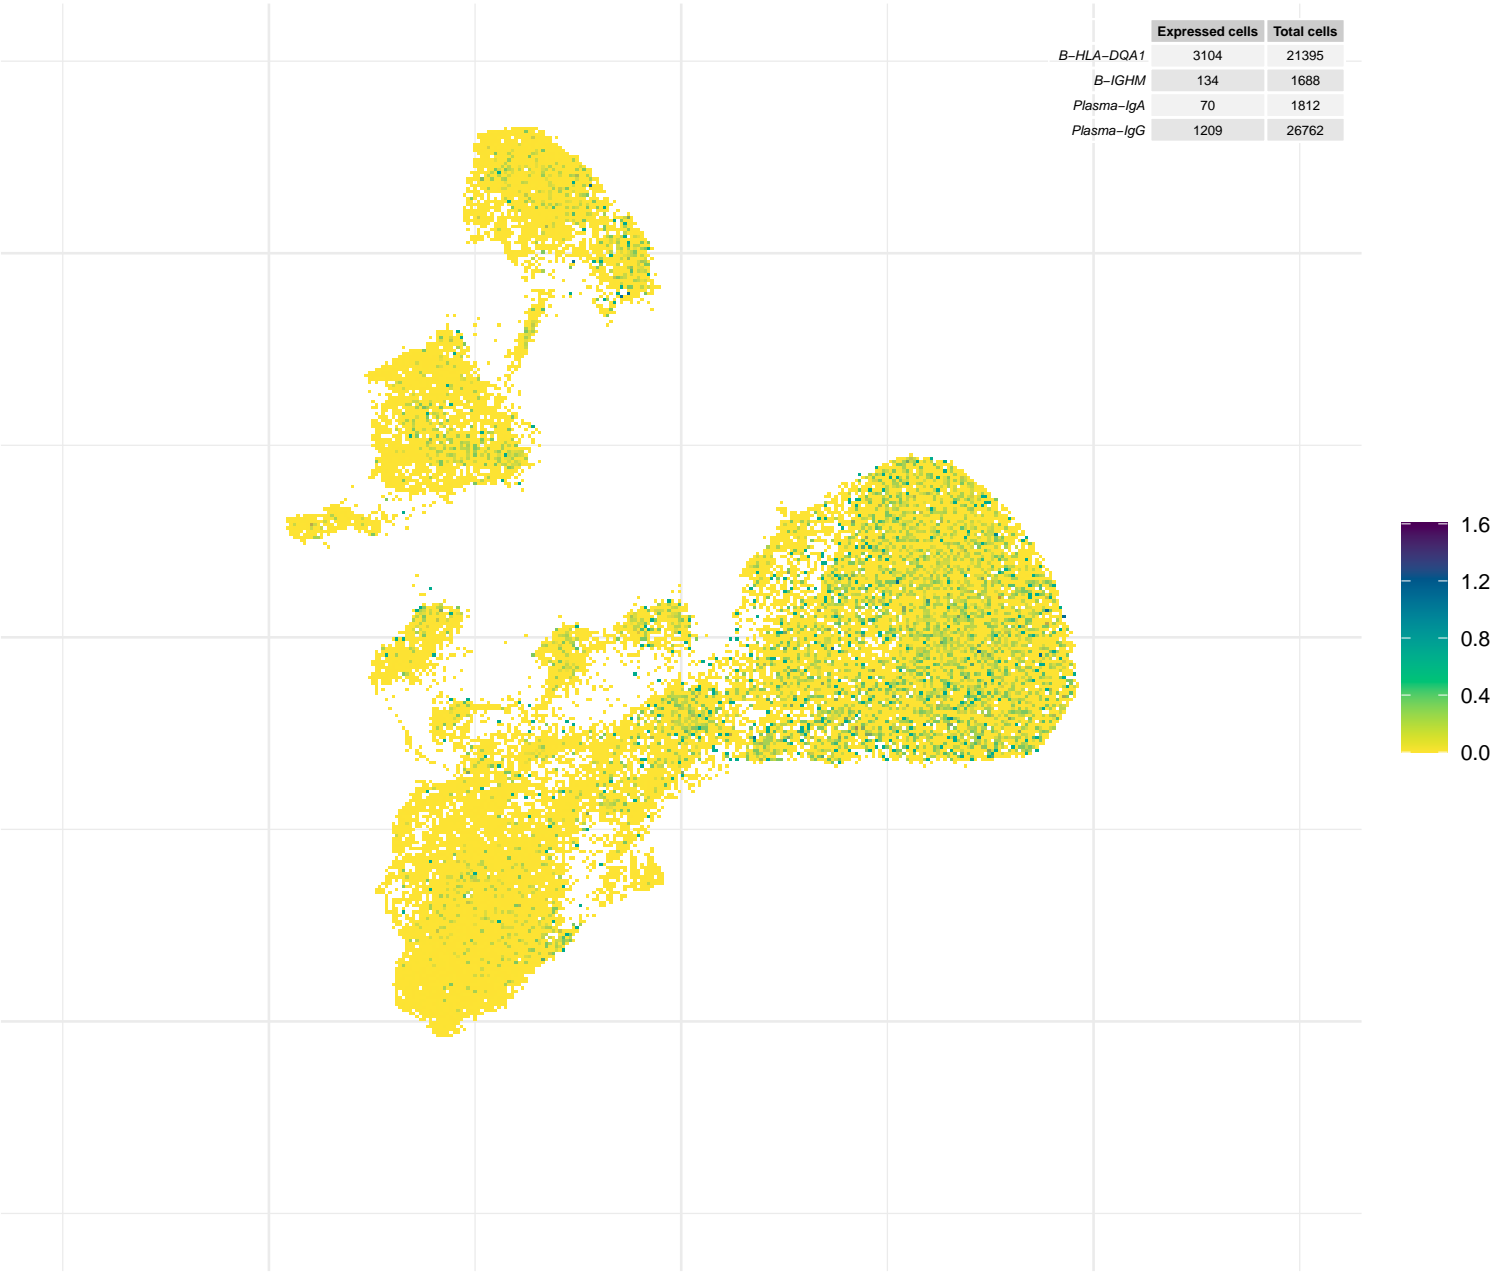 Expressed cells Total cells
B−HLA−DQA1 3104 21395
B−IGHM 134 1688
Plasma−IgA 70 1812
Plasma−IgG 1209 26762
1.6
1.2
0.8
0.4
0.0